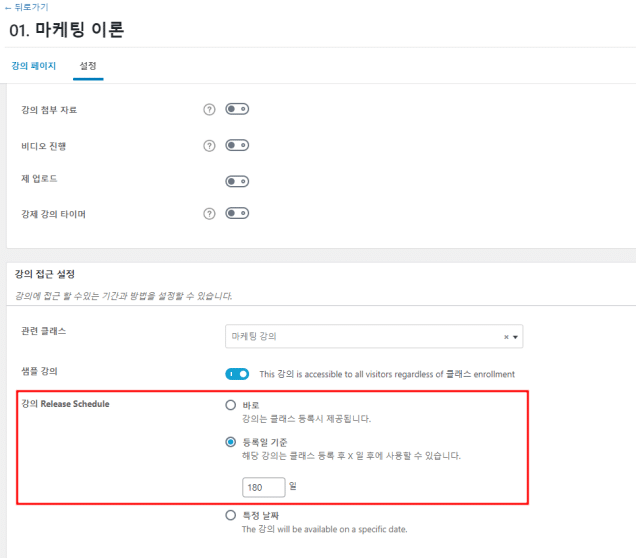 ← 뒤로가기
01. 마케팅 이론
강의 페이지 설정
강의 첨부 자료 ?
비디오 진행 ?
제 업로드
강제 강의 타이머 ?
강의 접근 설정
강의에 접근 할 수있는 기간과 방법을 설정할 수 있습니다.
관련 클래스 마케팅 강의 × ▾
샘플 강의 This 강의 is accessible to all visitors regardless of 클래스 enrollment
강의 Release Schedule 바로
강의는 클래스 등록시 제공됩니다.
등록일 기준
해당 강의는 클래스 등록 후 X 일 후에 사용할 수 있습니다.
180 일
특정 날짜
The 강의 will be available on a specific date.